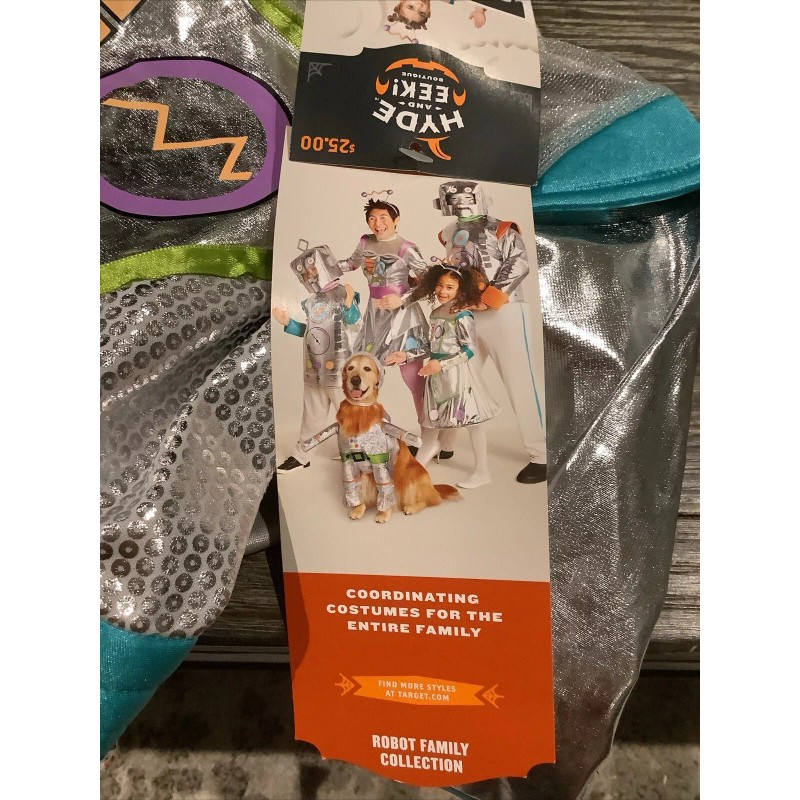 HYDE
AND
EEK!
BOUTIQUE
$25.00
COORDINATING
COSTUMES FOR THE
ENTIRE FAMILY
FIND MORE STYLES
AT TARGET.COM
ROBOT FAMILY
COLLECTION